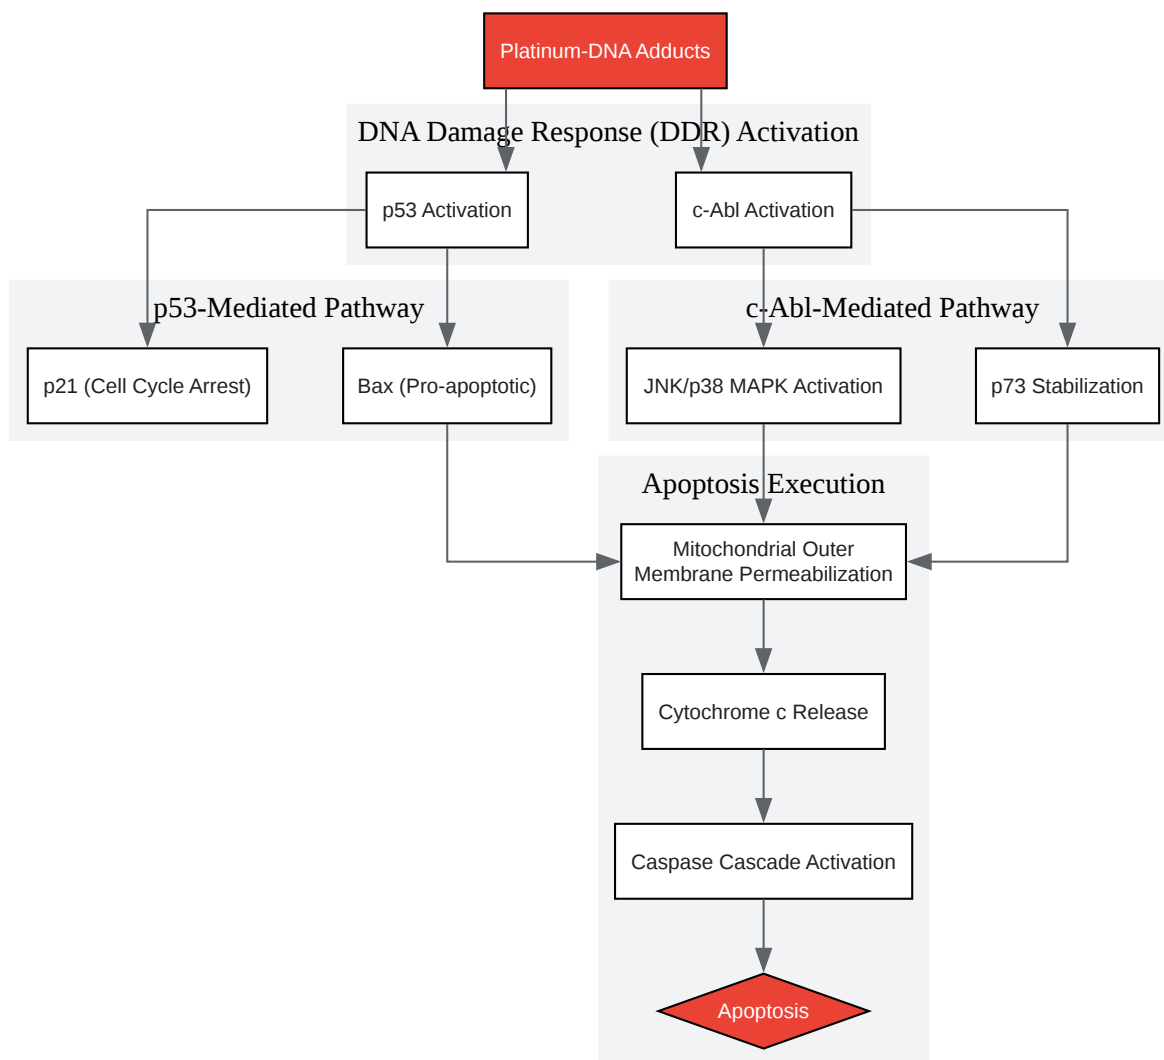 Platinum-DNA Adducts
DNA Damage Response (DDR) Activation
p53 Activation
c-Abl Activation
p53-Mediated Pathway
c-Abl-Mediated Pathway
p21 (Cell Cycle Arrest)
Bax (Pro-apoptotic)
JNK/p38 MAPK Activation
p73 Stabilization
Apoptosis Execution
Mitochondrial Outer
Membrane Permeabilization
Cytochrome c Release
Caspase Cascade Activation
Apoptosis